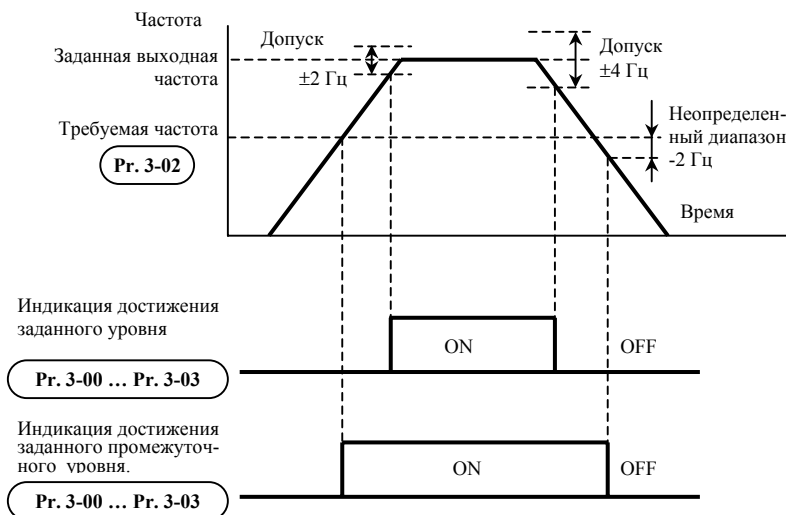 Частота
Допуск
±2 Гц
Заданная выходная
частота
Допуск
±4 Гц
Требуемая частота
Pr. 3-02
Неопределен-
ный диапазон
-2 Гц
Время
Индикация достижения
заданного уровня
Pr. 3-00 … Pr. 3-03
ON
OFF
Индикация достижения
заданного промежуточ-
ного уровня.
Pr. 3-00 … Pr. 3-03
ON
OFF